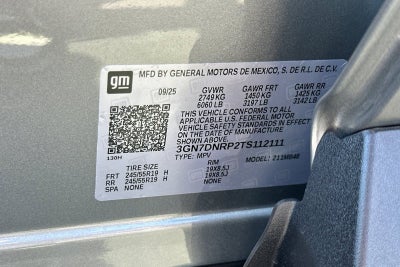 gm
MFD BY GENERAL MOTORS DE MEXICO, S. DE R.L. DE C.V.
09/25 GVWR GAWR FRT GAWR RR
2749 KG 1450 KG 1425 KG
6060 LB 3197 LB 3142 LB
THIS VEHICLE CONFORMS TO ALL
APPLICABLE U.S. FEDERAL MOTOR
VEHICLE SAFETY STANDARDS IN EFFECT
ON THE DATE OF MANUFACTURE
SHOWN ABOVE.
3GN7DNRP2TS112111
TYPE: MPV MODEL:
130H
TIRE SIZE RIM
FRT 245/55R19 H 19X8.5J
RR 245/55R19 H 19X8.5J
SPA NONE NONE